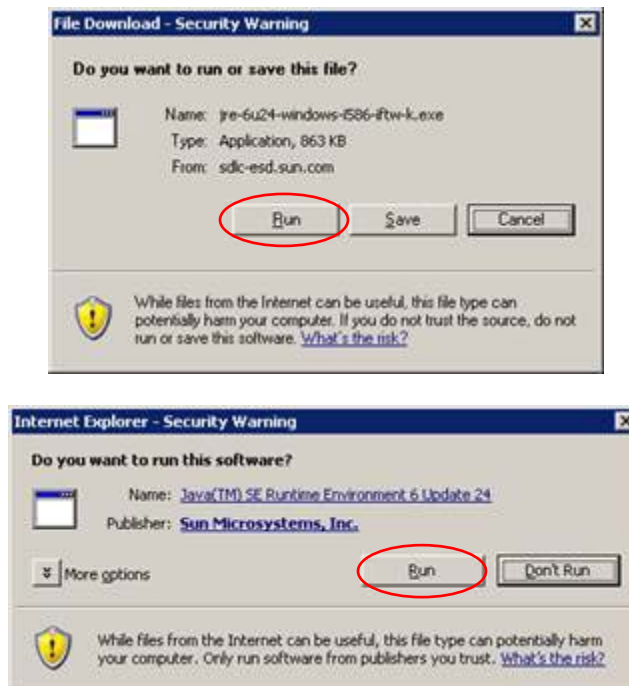 File Download - Security Warning
Do you want to run or save this file?
Name: jre-6u24-windows-i586-iftw-k.exe
Type: Application, 863 KB
From: sdlc-esd.sun.com
Run Save Cancel
While files from the Internet can be useful, this file type can
potentially harm your computer. If you do not trust the source, do not
run or save this software. What's the risk?
Internet Explorer - Security Warning
Do you want to run this software?
Name: Java(TM) SE Runtime Environment 6 Update 24
Publisher: Sun Microsystems, Inc.
More options Run Don't Run
While files from the Internet can be useful, this file type can potentially harm
your computer. Only run software from publishers you trust. What's the risk?